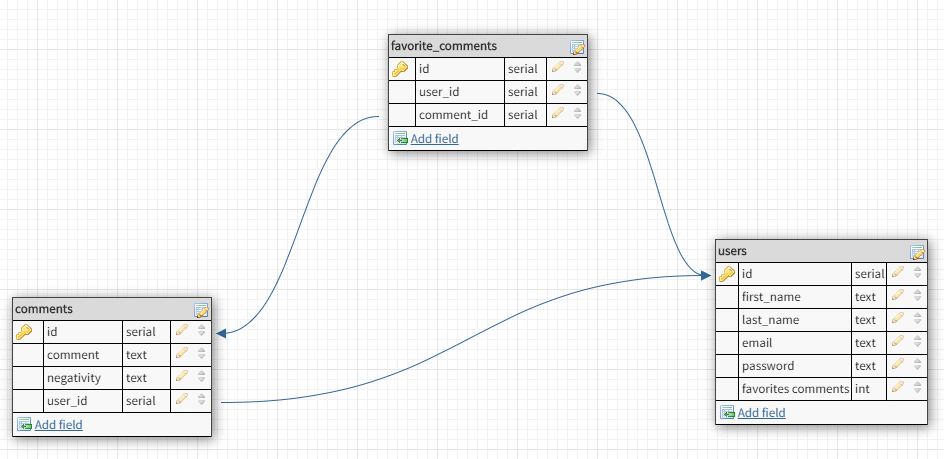 favorite_comments
id serial
user_id serial
comment_id serial
Add field
users
id serial
first_name text
last_name text
email text
password text
favorites comments int
Add field
comments
id serial
comment text
negativity text
user_id serial
Add field